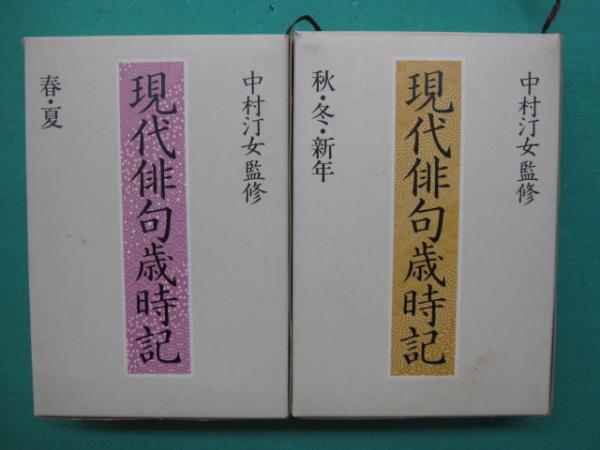 中村汀女監修
現代俳句歳時記
春・夏
中村汀女監修
現代俳句歳時記
秋・冬・新年